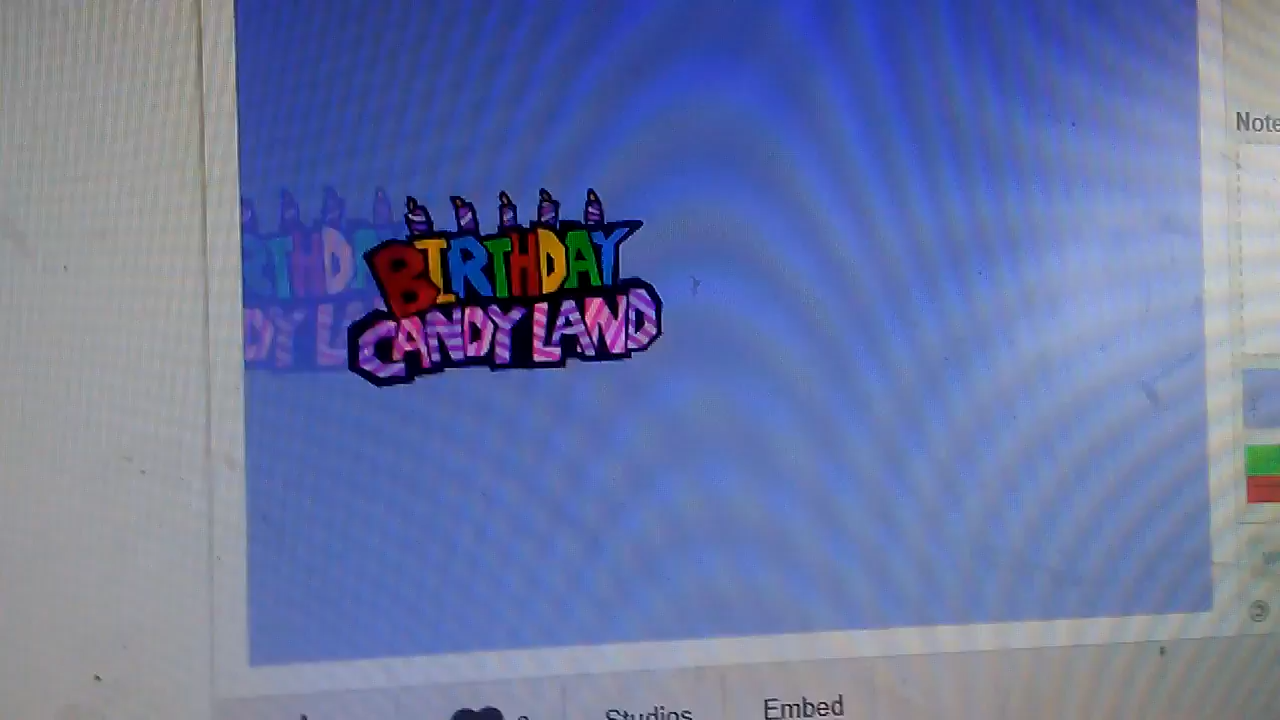 BIRTHDAY
CANDY LAND
Note
Studios
Embed